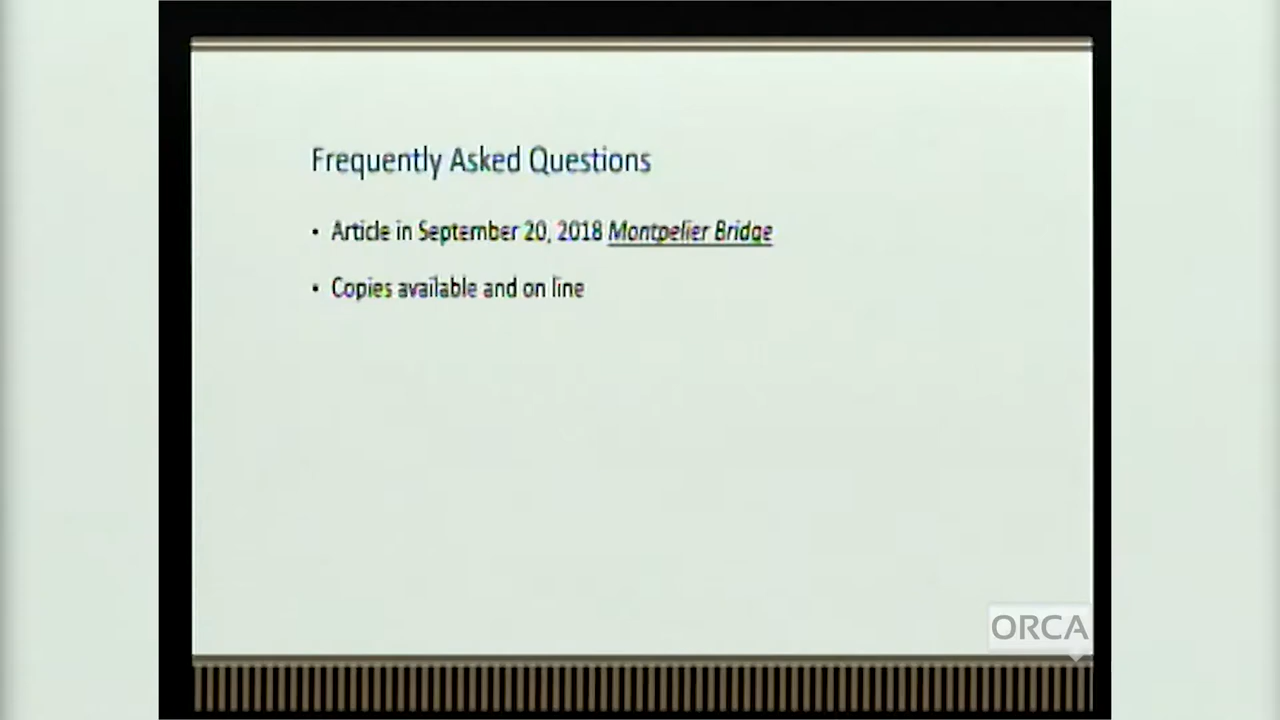 Frequently Asked Questions
• Article in September 20, 2018 Montpelier Bridge
• Copies available and on line
ORCA